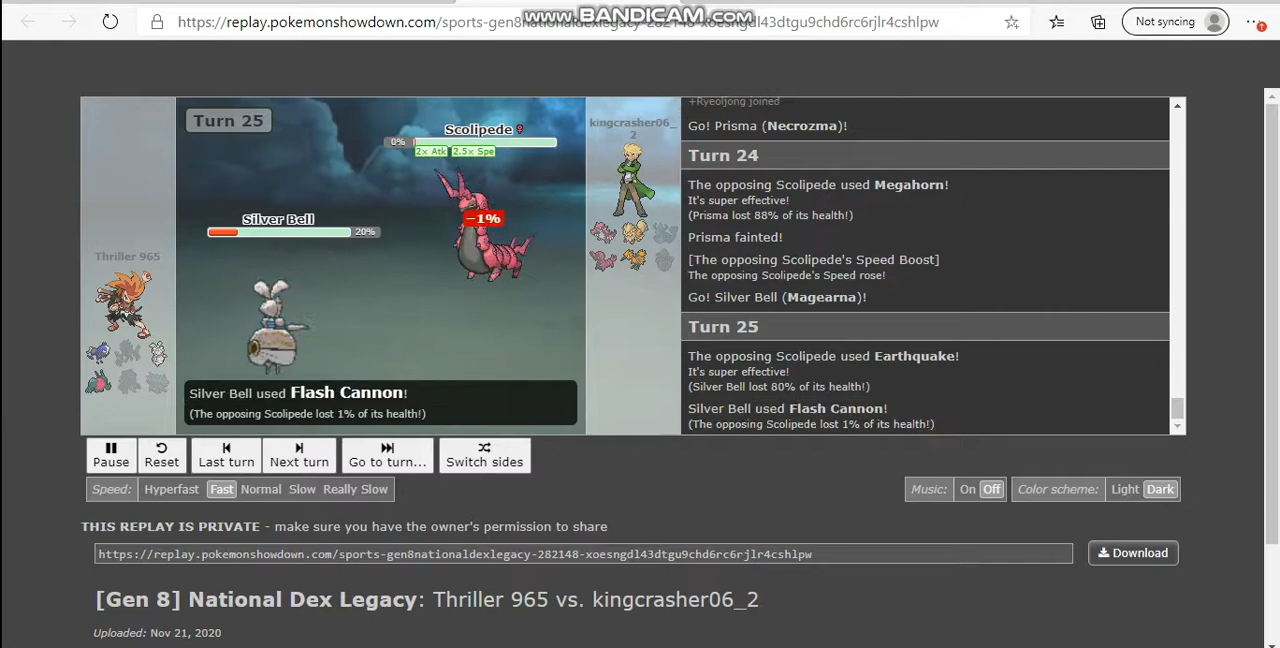 www.BANDICAM.com
https://replay.pokemonshowdown.com/sports-gen8nationaldexlegacy-282148-xoesngdl43dtgu9chd6rc6rjlr4cshlpw
Not syncing
Turn 25
Scolipede
0%
2x Atk 2.5x Spe
−1%
Silver Bell
20%
Thriller 965
kingcrasher06_
2
Silver Bell used Flash Cannon!
(The opposing Scolipede lost 1% of its health!)
+Ryeoljong joined
Go! Prisma (Necrozma)!
Turn 24
The opposing Scolipede used Megahorn!
It's super effective!
(Prisma lost 88% of its health!)
Prisma fainted!
[The opposing Scolipede's Speed Boost]
The opposing Scolipede's Speed rose!
Go! Silver Bell (Magearna)!
Turn 25
The opposing Scolipede used Earthquake!
It's super effective!
(Silver Bell lost 80% of its health!)
Silver Bell used Flash Cannon!
(The opposing Scolipede lost 1% of its health!)
Pause Reset Last turn Next turn Go to turn... Switch sides
Speed: Hyperfast Fast Normal Slow Really Slow
Music: On Off Color scheme: Light Dark
THIS REPLAY IS PRIVATE - make sure you have the owner's permission to share
https://replay.pokemonshowdown.com/sports-gen8nationaldexlegacy-282148-xoesngdl43dtgu9chd6rc6rjlr4cshlpw
Download
[Gen 8] National Dex Legacy: Thriller 965 vs. kingcrasher06_2
Uploaded: Nov 21, 2020